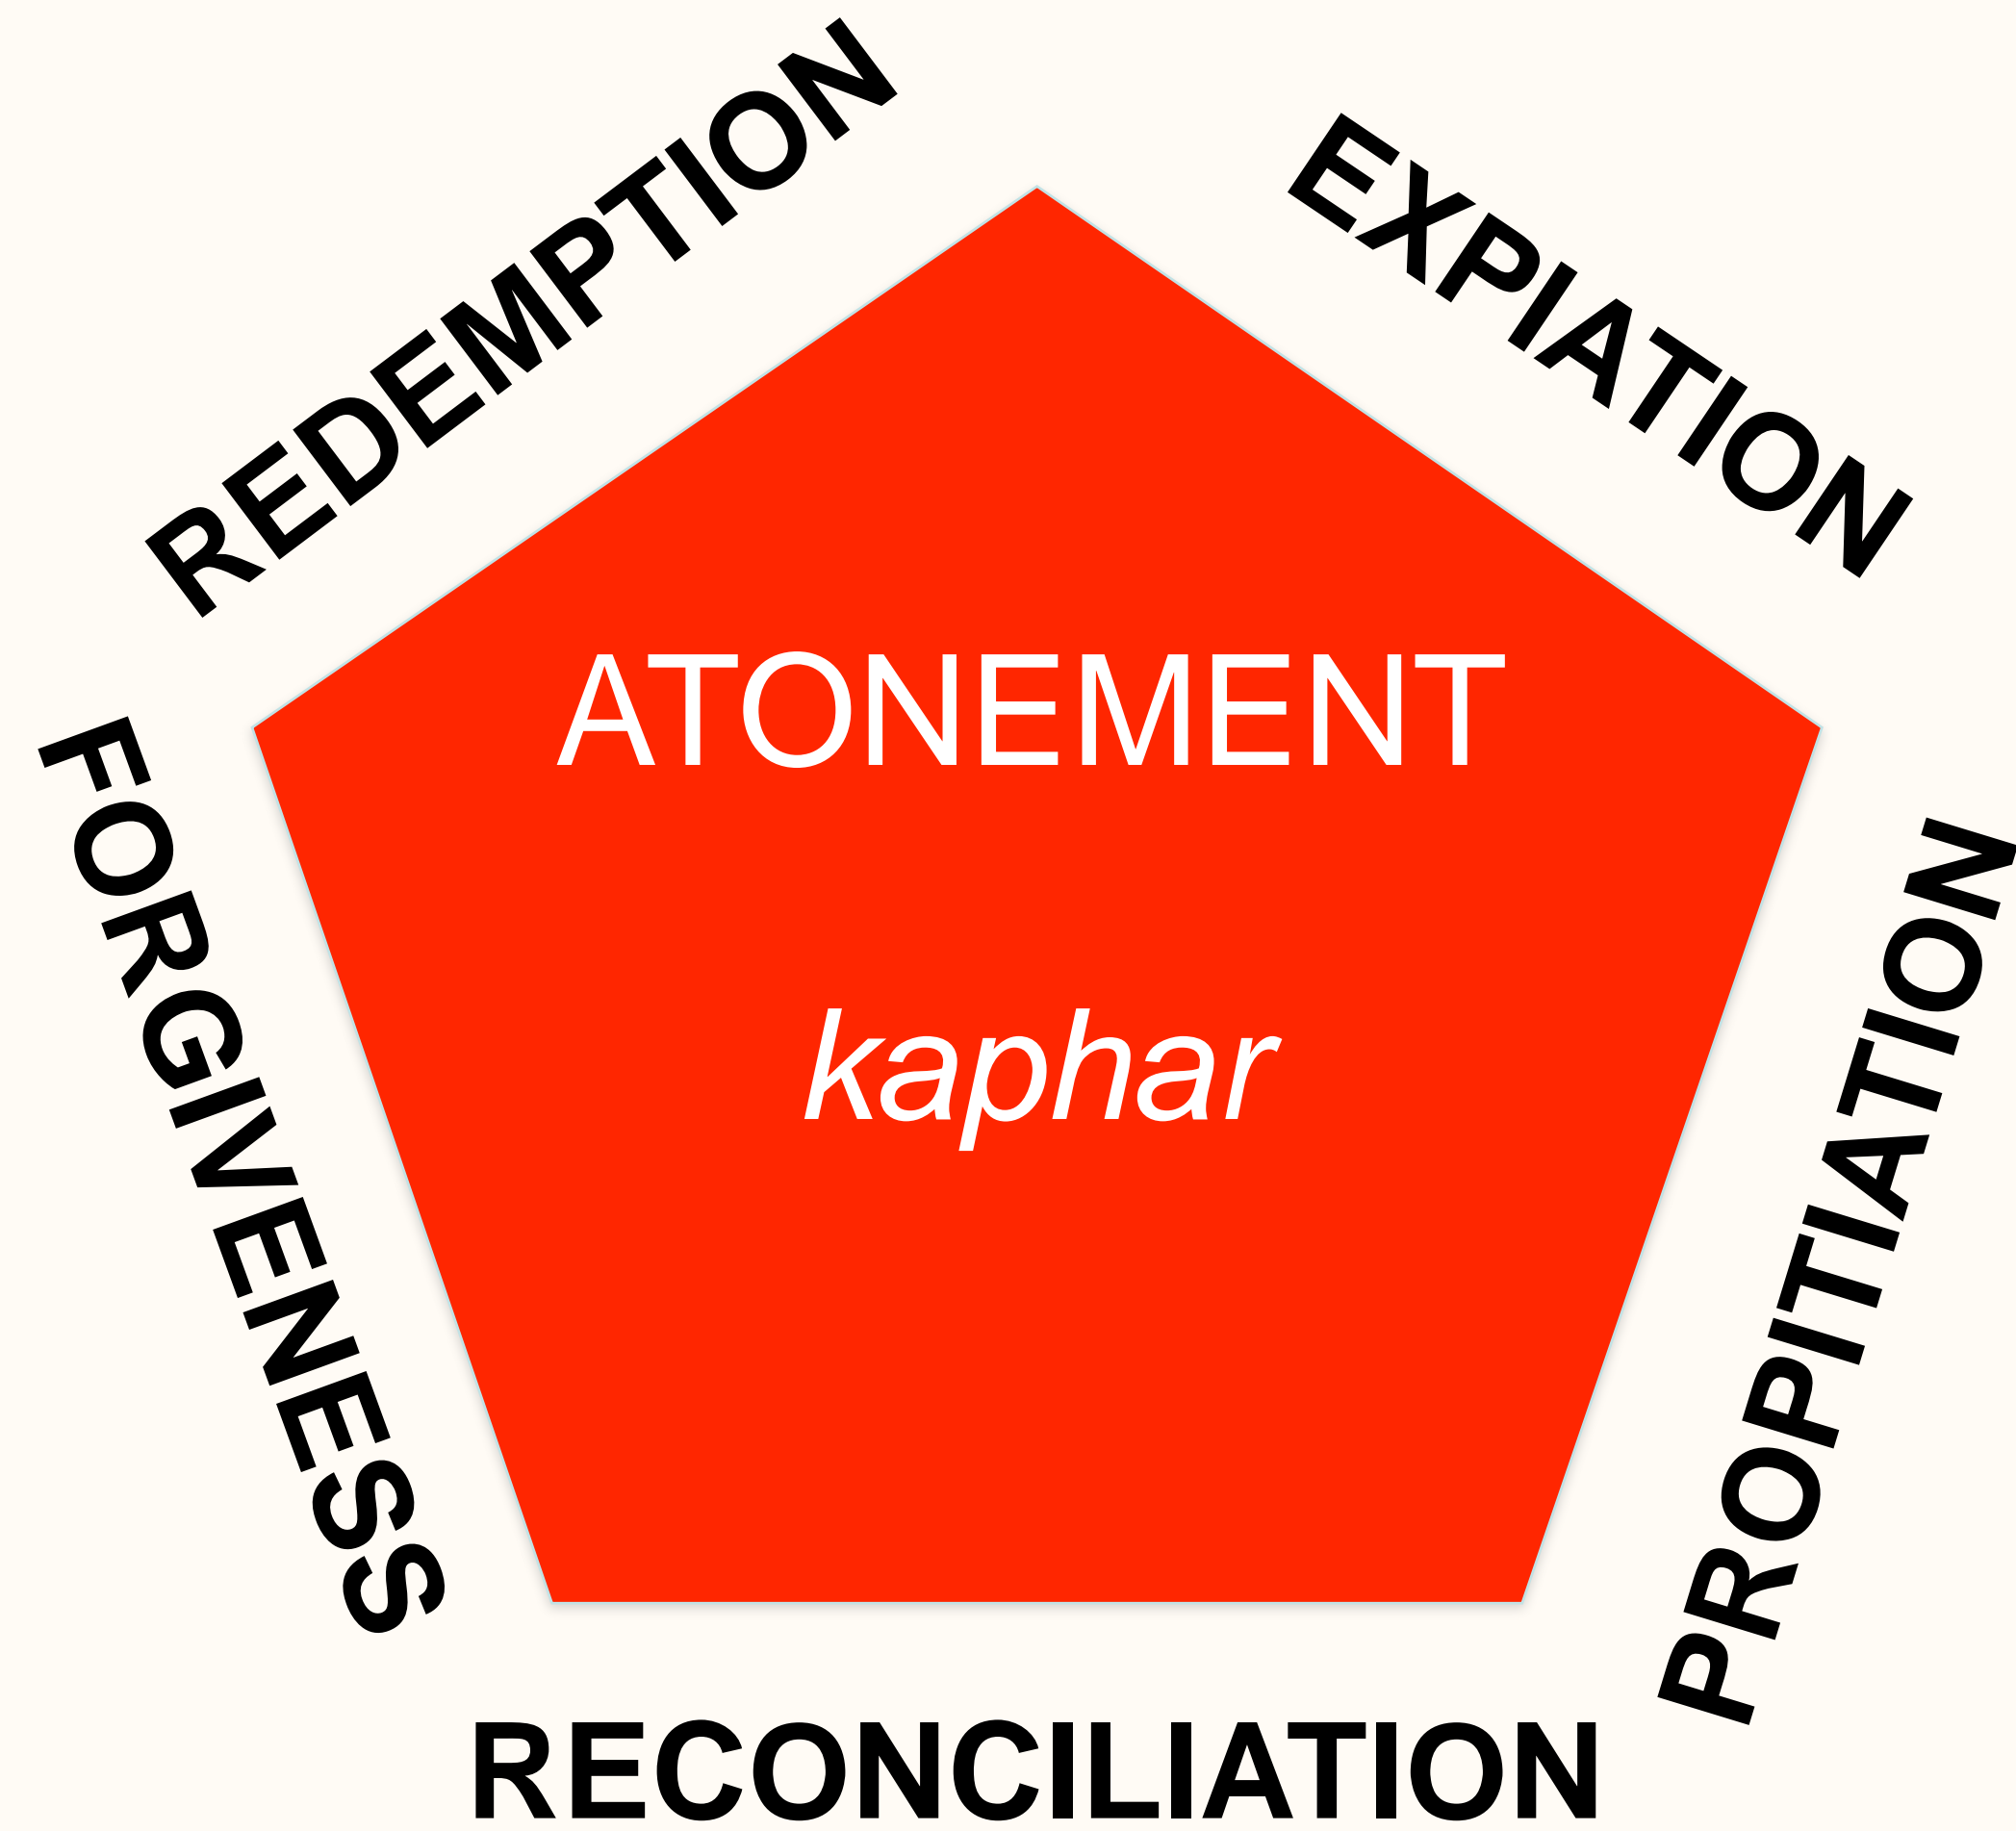 REDEMPTION
EXPIATION
ATONEMENT
kaphar
FORGIVENESS
PROPITIATION
RECONCILIATION